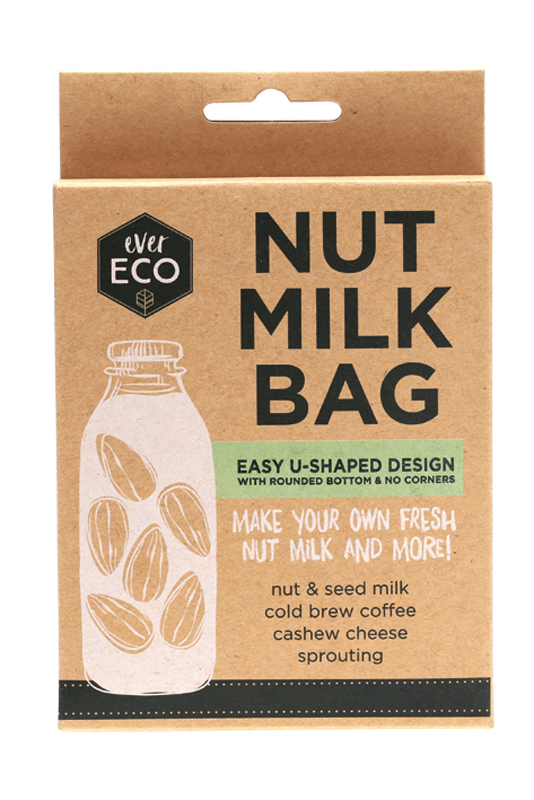 ever
ECO
NUT
MILK
BAG
EASY U-SHAPED DESIGN
WITH ROUNDED BOTTOM & NO CORNERS
MAKE YOUR OWN FRESH
NUT MiLK AND MORE!
nut & seed milk
cold brew coffee
cashew cheese
sprouting